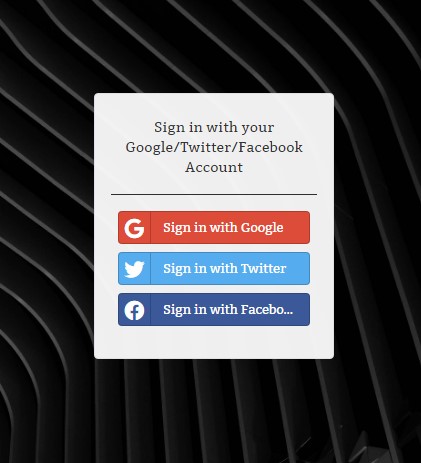 Sign in with your
Google/Twitter/Facebook
Account
Sign in with Google
Sign in with Twitter
Sign in with Facebo...